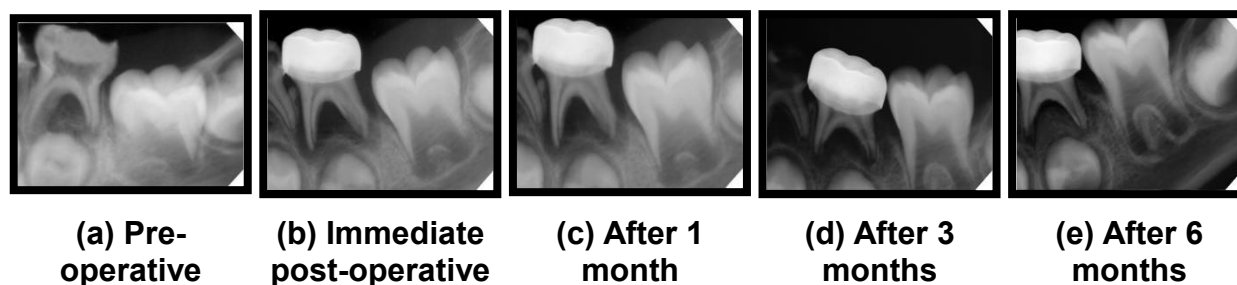 (a) Pre-
operative
(b) Immediate
post-operative
(c) After 1
month
(d) After 3
months
(e) After 6
months